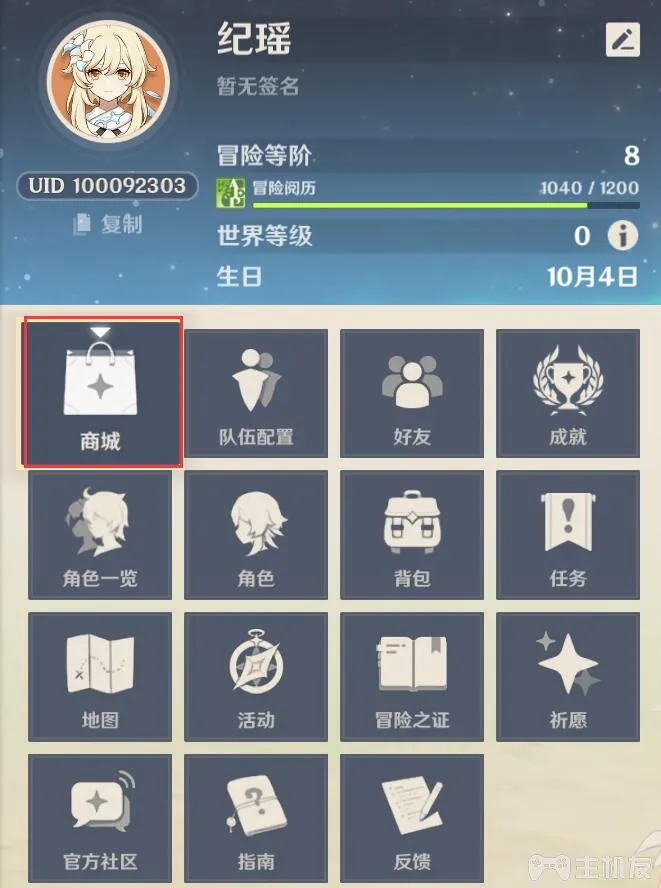 纪瑶
暂无签名
冒险等阶 8
冒险阅历 1040 / 1200
UID 100092303
复制
世界等级 0
生日 10月4日
商城 队伍配置 好友 成就
角色一览 角色 背包 任务
地图 活动 冒险之证 祈愿
官方社区 指南 反馈
主机友